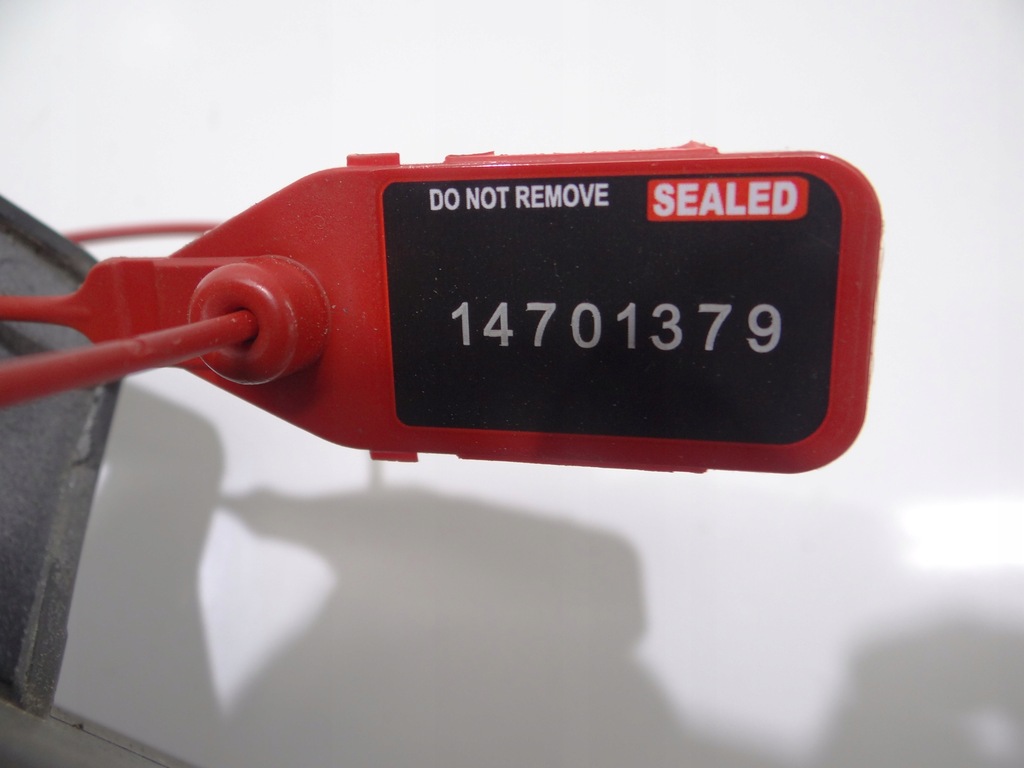 DO NOT REMOVE SEALED
14701379